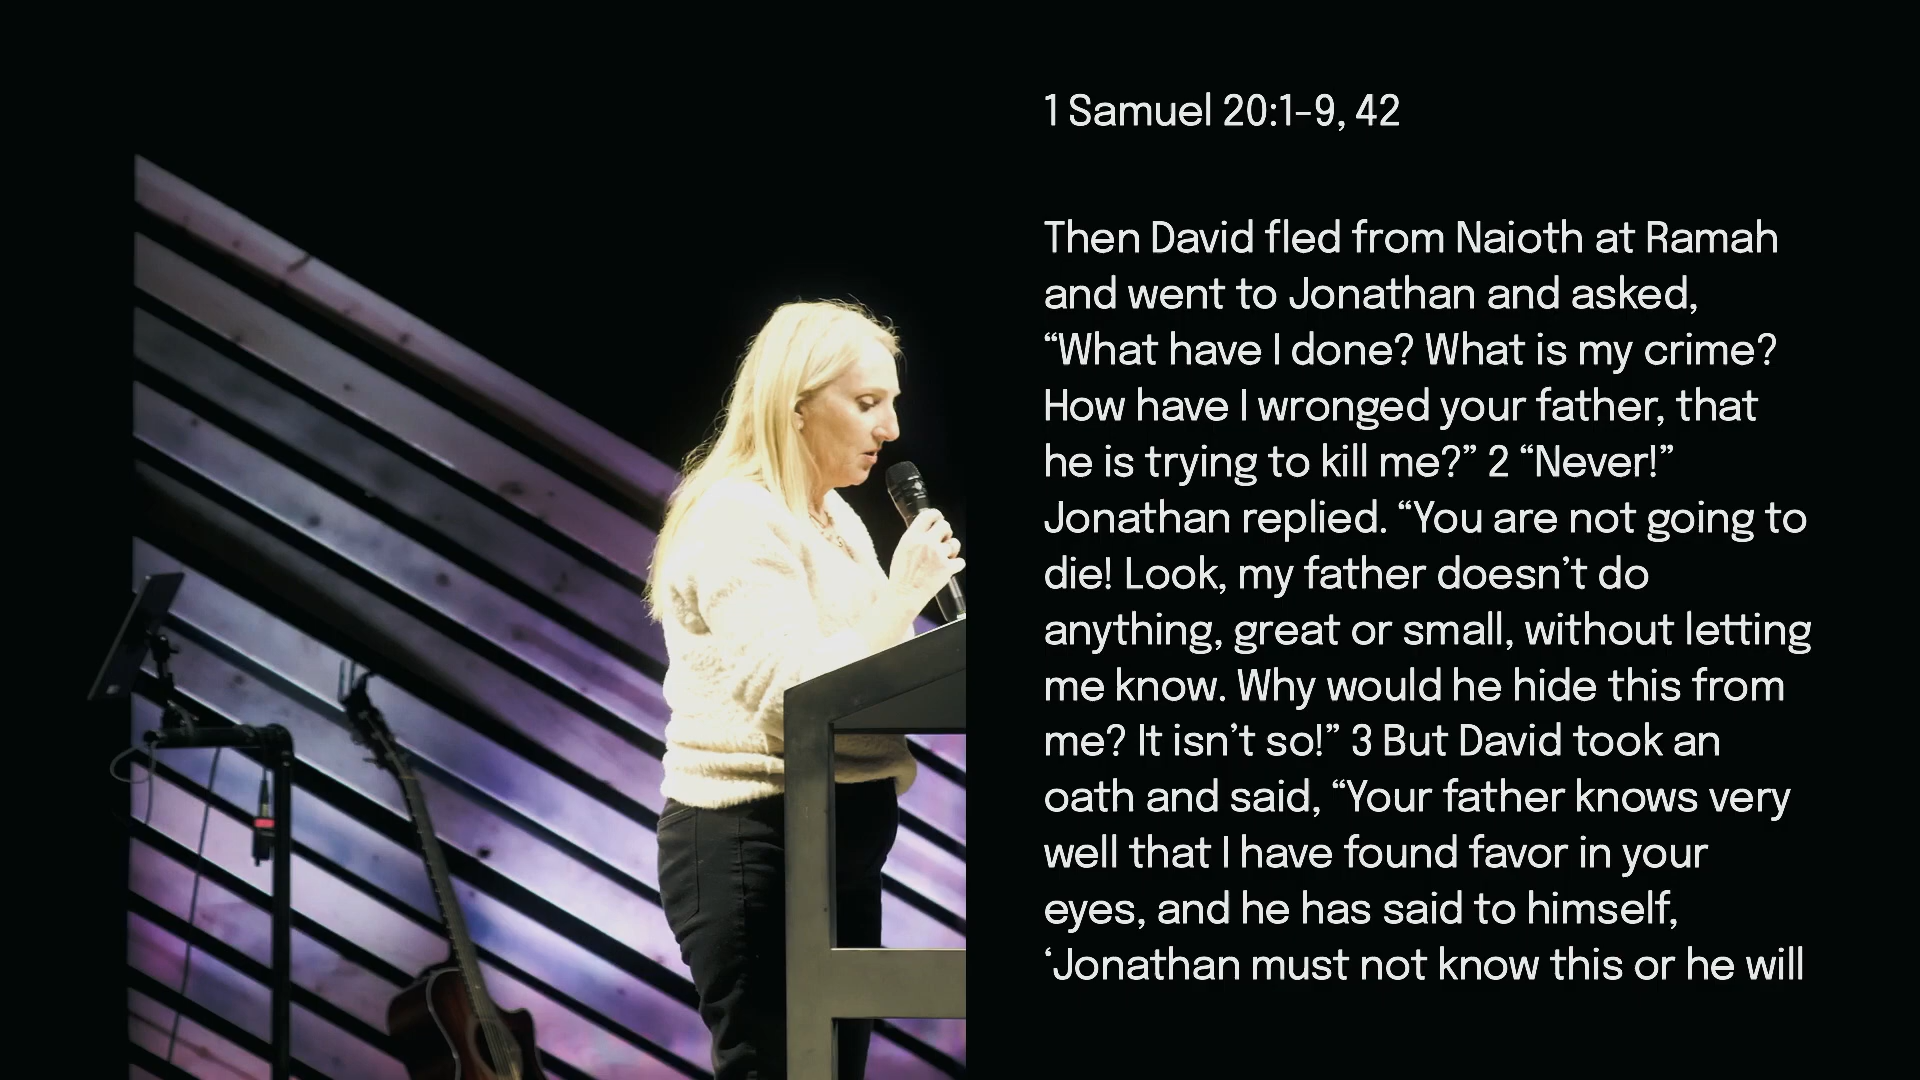 1 Samuel 20:1-9, 42
Then David fled from Naioth at Ramah
and went to Jonathan and asked,
“What have I done? What is my crime?
How have I wronged your father, that
he is trying to kill me?” 2 “Never!”
Jonathan replied. “You are not going to
die! Look, my father doesn’t do
anything, great or small, without letting
me know. Why would he hide this from
me? It isn’t so!” 3 But David took an
oath and said, “Your father knows very
well that I have found favor in your
eyes, and he has said to himself,
‘Jonathan must not know this or he will